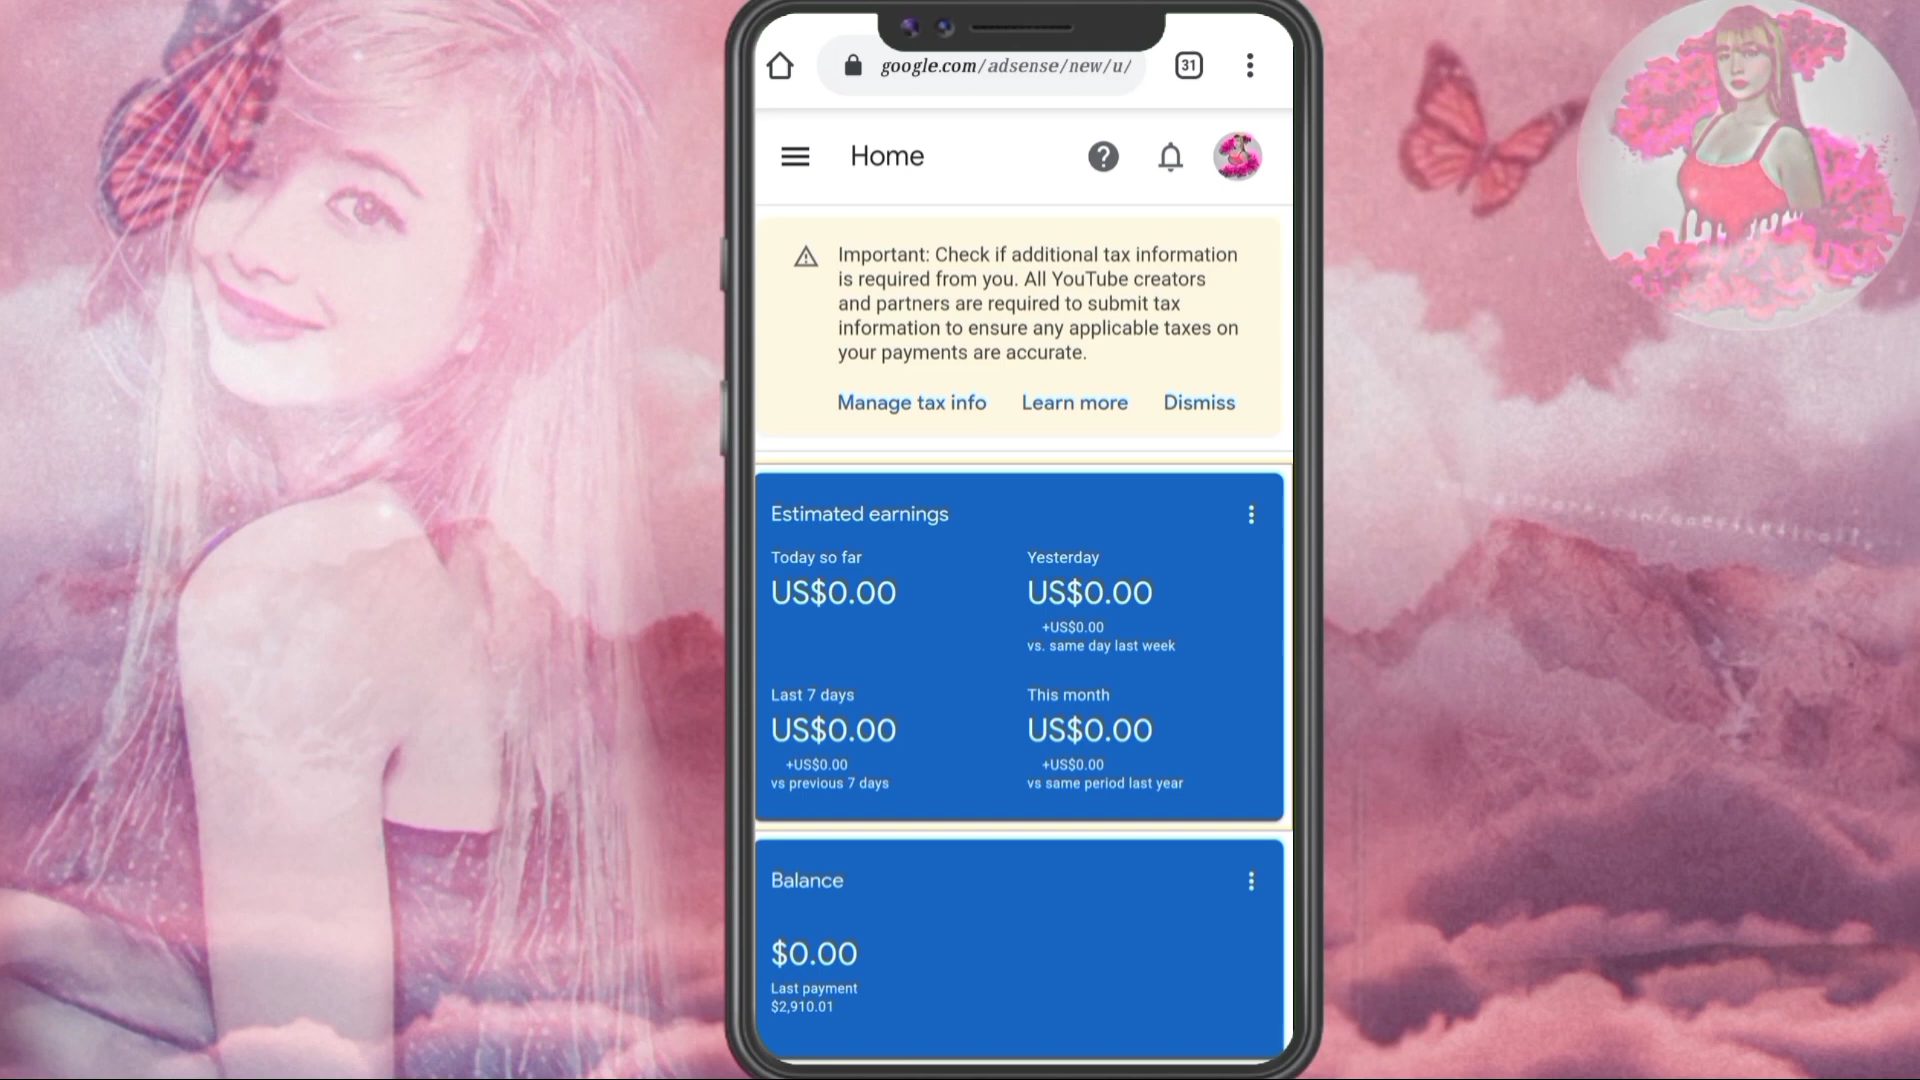 google.com/adsense/new/u/
31
Home
Important: Check if additional tax information
is required from you. All YouTube creators
and partners are required to submit tax
information to ensure any applicable taxes on
your payments are accurate.
Manage tax info Learn more Dismiss
Estimated earnings
Today so far
US$0.00
Yesterday
US$0.00
+US$0.00
vs. same day last week
Last 7 days
US$0.00
+US$0.00
vs previous 7 days
This month
US$0.00
+US$0.00
vs same period last year
Balance
$0.00
Last payment
$2,910.01